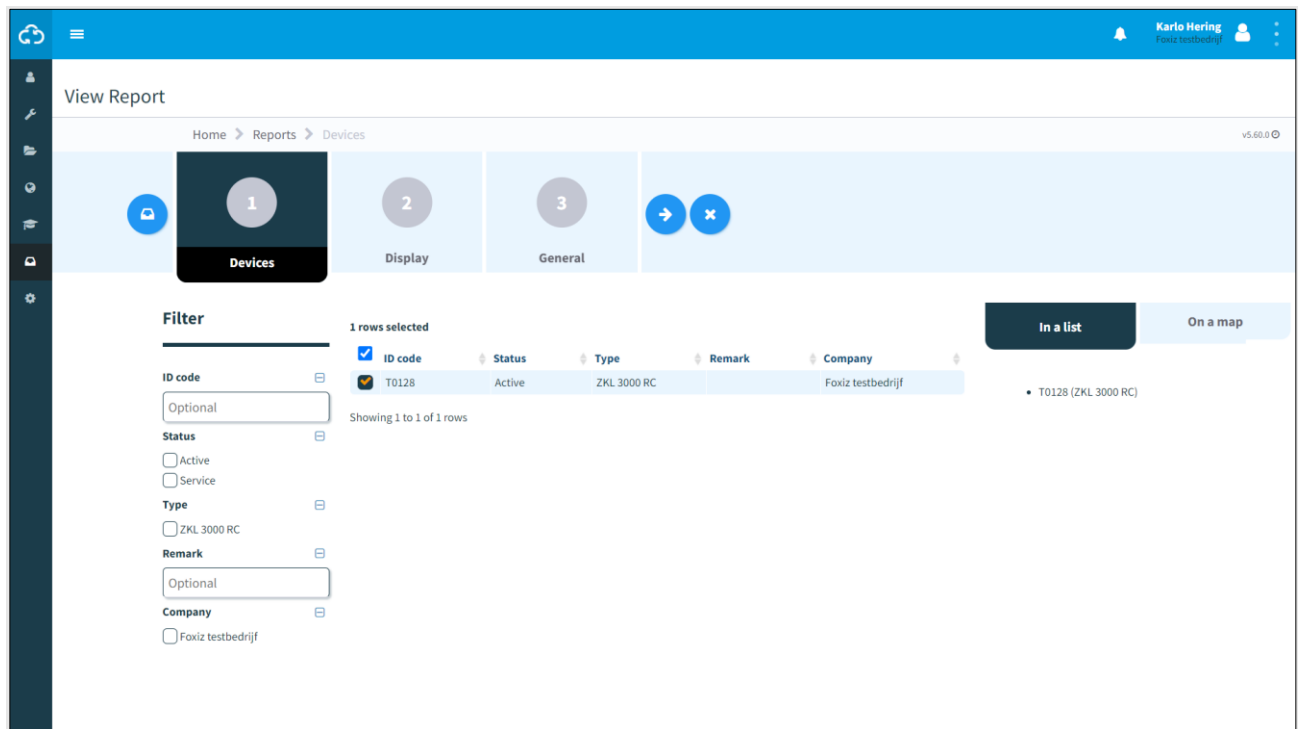 Karlo Hering
Foxiz testbedrijf
View Report
Home Reports Devices
v5.60.0
1
2
3
Devices
Display
General
Filter
ID code
Optional
Status
Active
Service
Type
ZKL 3000 RC
Remark
Optional
Company
Foxiz testbedrijf
1 rows selected
ID code Status Type Remark Company
T0128 Active ZKL 3000 RC Foxiz testbedrijf
Showing 1 to 1 of 1 rows
In a list
On a map
T0128 (ZKL 3000 RC)